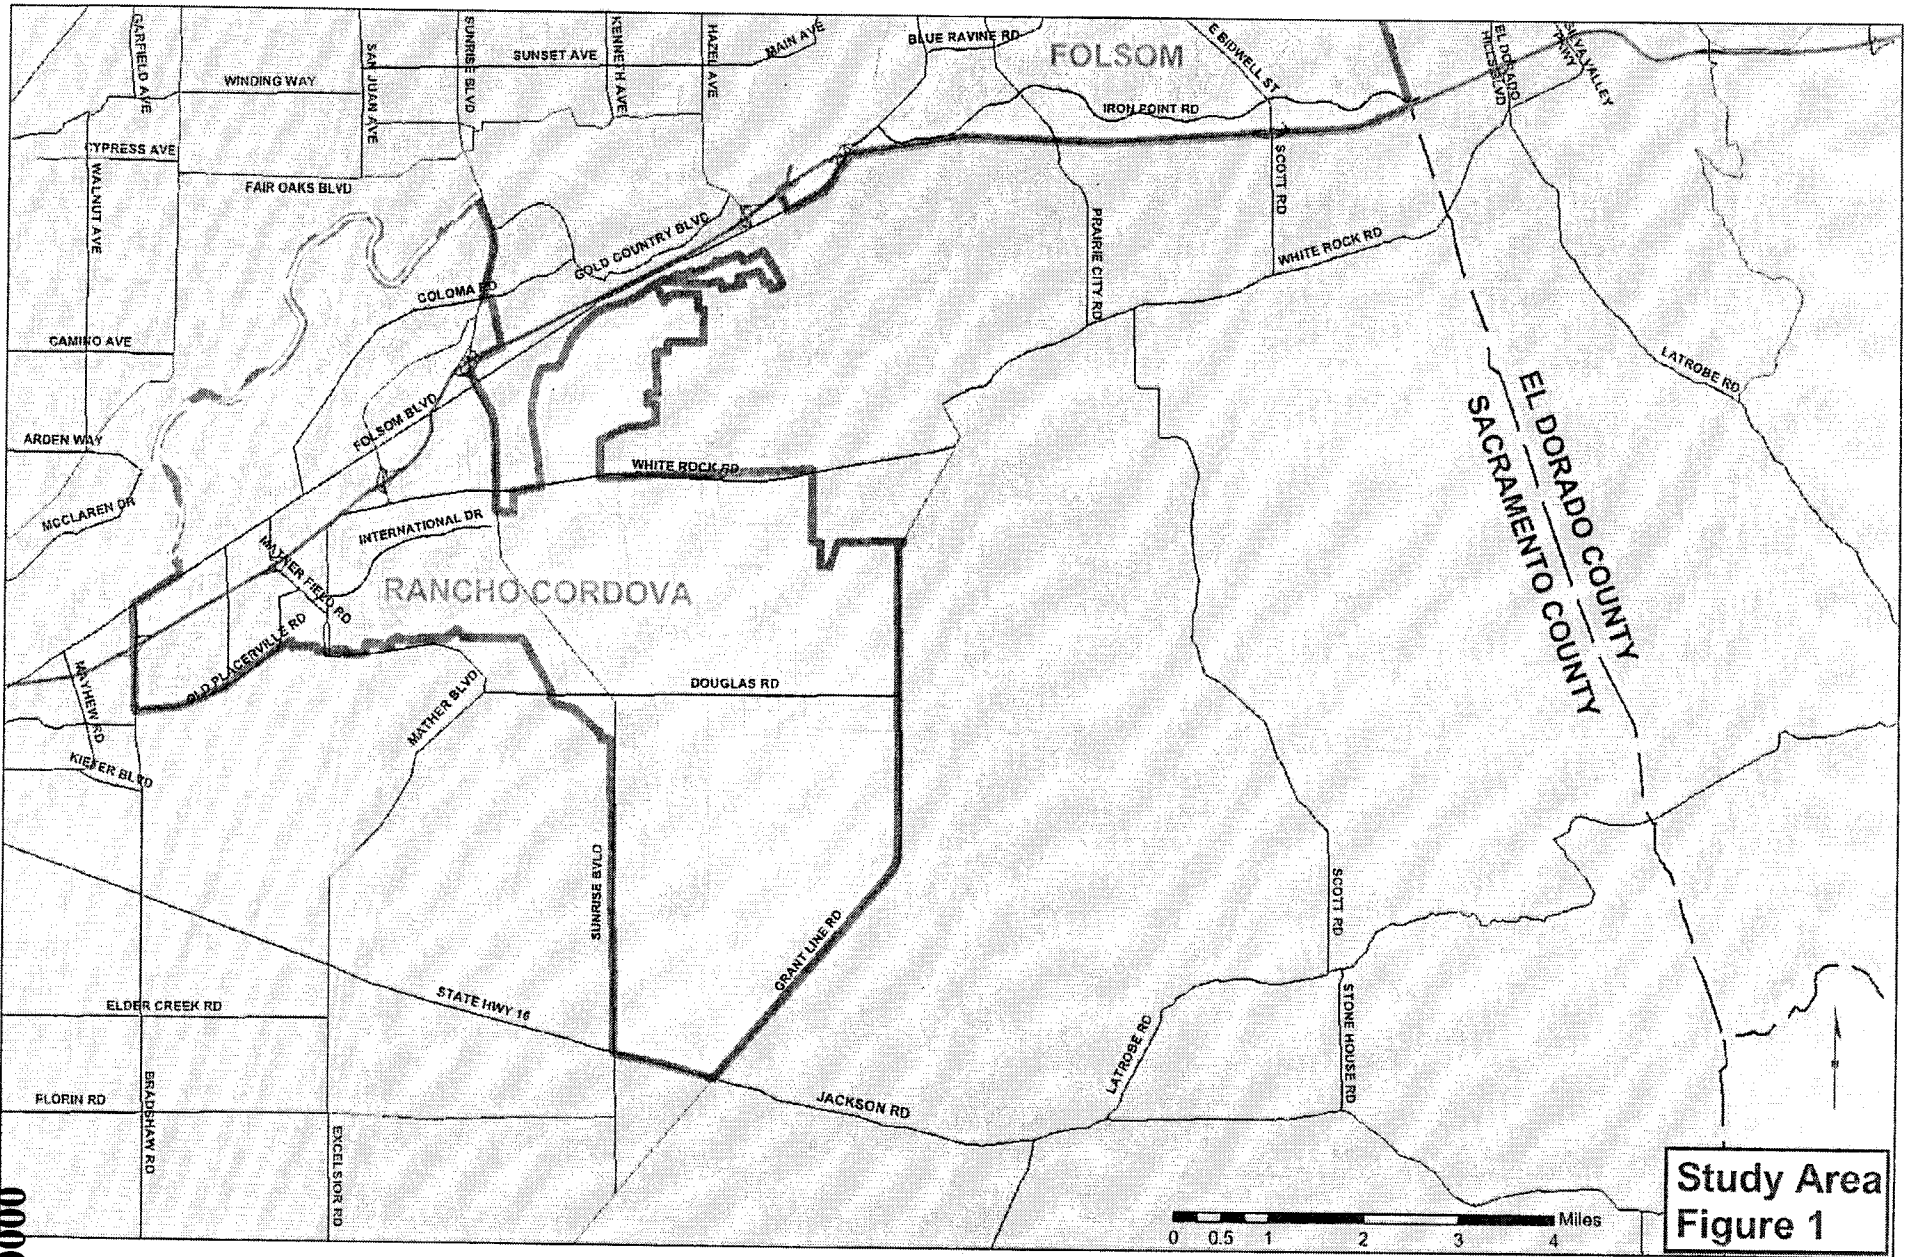 GARFIELD AVE
SAN JUAN AVE
SUNRISE BLVD
KENNETH AVE
HAZEL AVE
MAIN AVE
SUNSET AVE
WINDING WAY
BLUE RAVINE RD
FOLSOM
E BIDWELL ST
EL DORADO
HILLS BLVD
VALLEY
IRON POINT RD
CYPRESS AVE
WALNUT AVE
FAIR OAKS BLVD
SCOTT RD
PRAIRIE CITY RD
WHITE ROCK RD
GOLD COUNTRY BLVD
COLOMA RD
CAMINO AVE
LATROBE RD
EL DORADO COUNTY
SACRAMENTO COUNTY
FOLSOM BLVD
ARDEN WAY
WHITE ROCK RD
MCCLAREN DR
INTERNATIONAL DR
MATHER FIELD RD
RANCHO CORDOVA
OLD PLACERVILLE RD
MAYHEW RD
MATHER BLVD
DOUGLAS RD
KIEFER BLVD
SUNRISE BLVD
GRANT LINE RD
SCOTT RD
STATE HWY 16
ELDER CREEK RD
LATROBE RD
STONE HOUSE RD
FLORIN RD
BRADSHAW RD
EXCELSIOR RD
JACKSON RD
Miles
0 0.5 1 2 3 4
Study Area
Figure 1